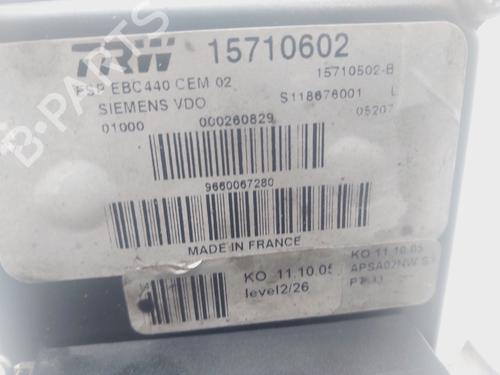 TRW 15710602
ESP EBC440 CEM 02 15710502-B
SIEMENS VDO S118676001 L
01000 000260829 05207
9660067280
MADE IN FRANCE
KO 11.10.05
level2/26
KO 11.10.05
B-PARTS